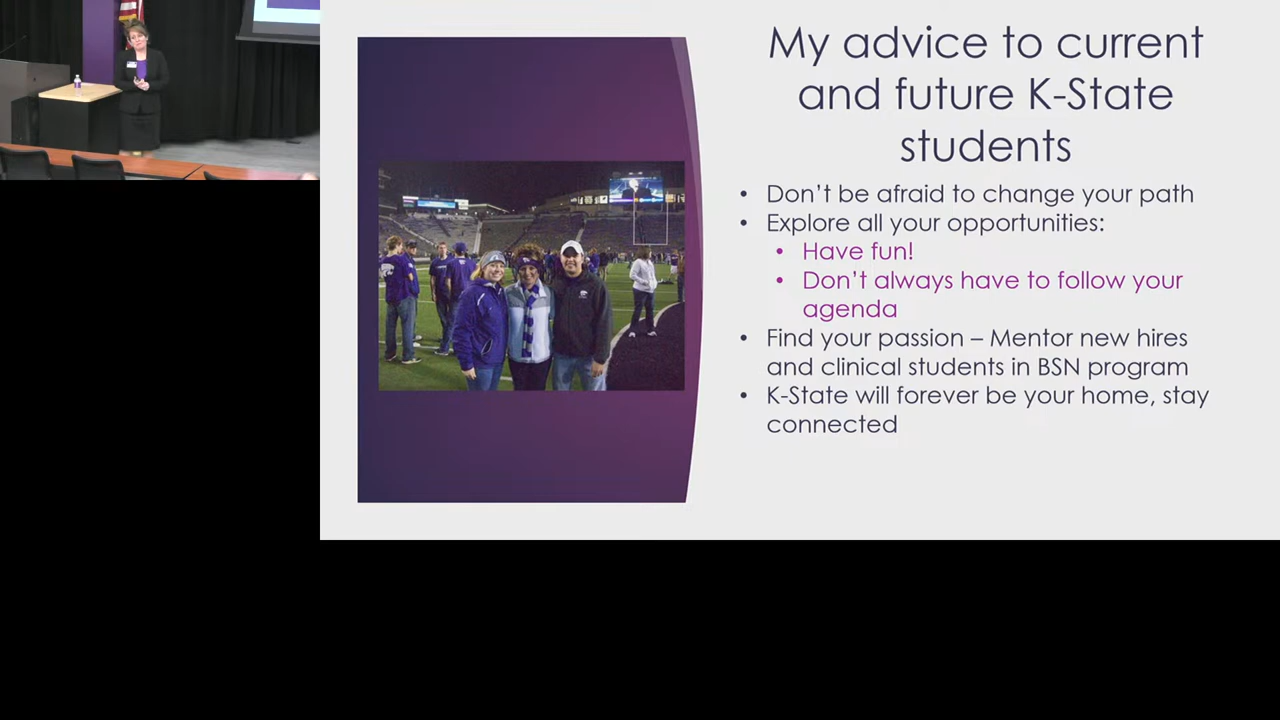 My advice to current
and future K-State
students
• Don't be afraid to change your path
• Explore all your opportunities:
• Have fun!
• Don't always have to follow your
agenda
• Find your passion – Mentor new hires
and clinical students in BSN program
• K-State will forever be your home, stay
connected